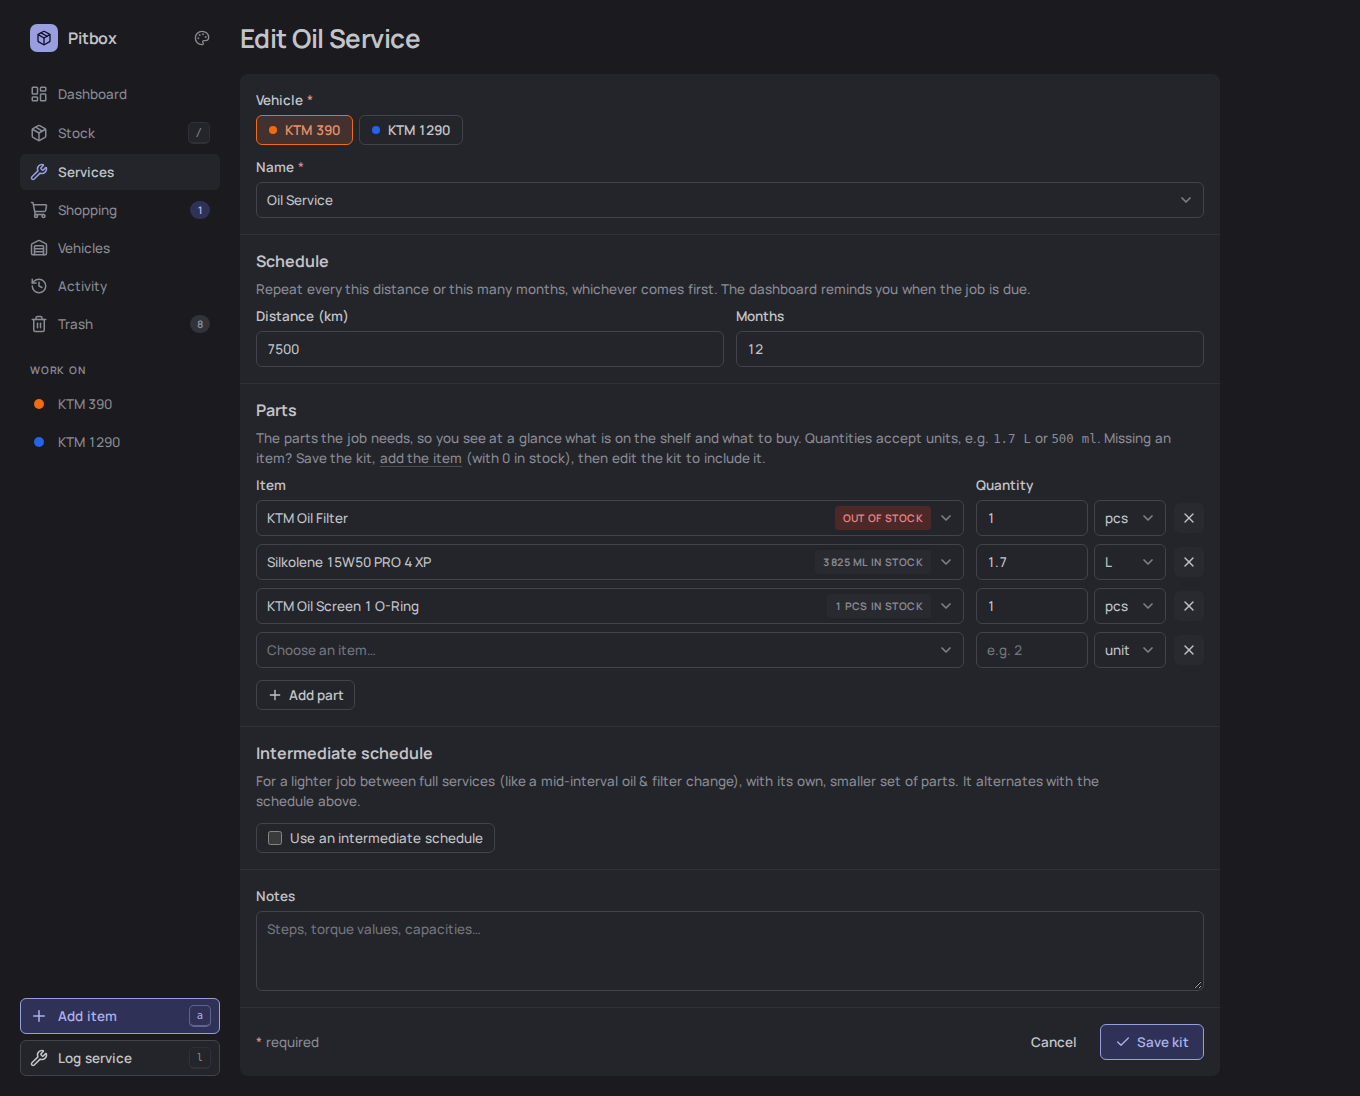 Pitbox
Edit Oil Service
Dashboard
Stock /
Services
Shopping 1
Vehicles
Activity
Trash 8
WORK ON
KTM 390
KTM 1290
Add item a
Log service l
Vehicle *
KTM 390 KTM 1290
Name *
Oil Service
Schedule
Repeat every this distance or this many months, whichever comes first. The dashboard reminds you when the job is due.
Distance (km) Months
7500 12
Parts
The parts the job needs, so you see at a glance what is on the shelf and what to buy. Quantities accept units, e.g. 1.7 L or 500 ml. Missing an
item? Save the kit, add the item (with 0 in stock), then edit the kit to include it.
Item Quantity
KTM Oil Filter OUT OF STOCK 1 pcs
Silkolene 15W50 PRO 4 XP 3 825 ML IN STOCK 1.7 L
KTM Oil Screen 1 O-Ring 1 PCS IN STOCK 1 pcs
Choose an item… e.g. 2 unit
Add part
Intermediate schedule
For a lighter job between full services (like a mid-interval oil & filter change), with its own, smaller set of parts. It alternates with the
schedule above.
Use an intermediate schedule
Notes
Steps, torque values, capacities…
* required Cancel Save kit